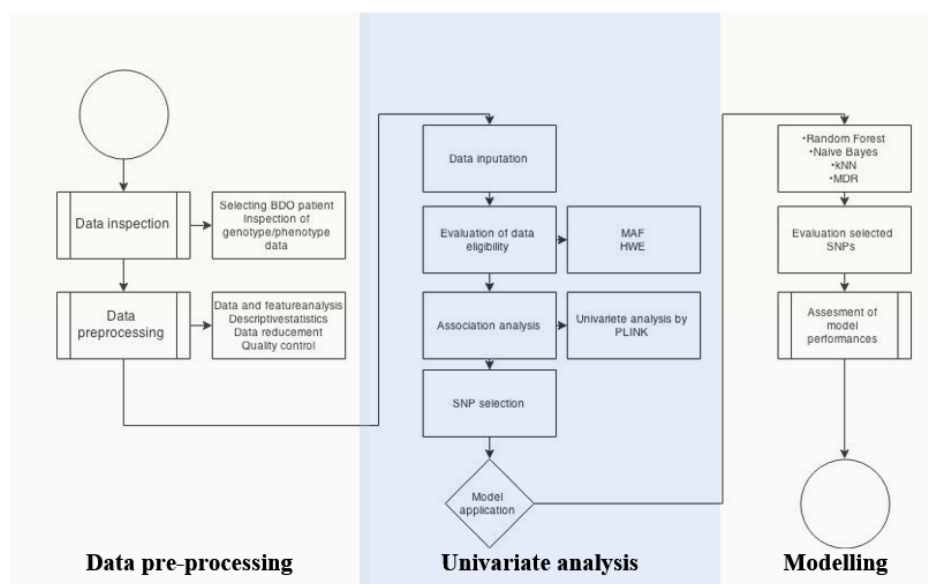 Data inspection
Selecting BDO patient
Inspection of
genotype/phenotype
data
Data
preprocessing
Data and featureanalysis
Descriptivestatistics
Data reducement
Quality control
Data pre-processing
Data inputation
Evaluation of data
eligibility
MAF
HWE
Association analysis
Univariete analysis by
PLINK
SNP selection
Model
application
Univariate analysis
•Random Forest
•Naive Bayes
•kNN
•MDR
Evaluation selected
SNPs
Assesment of
model
performances
Modelling